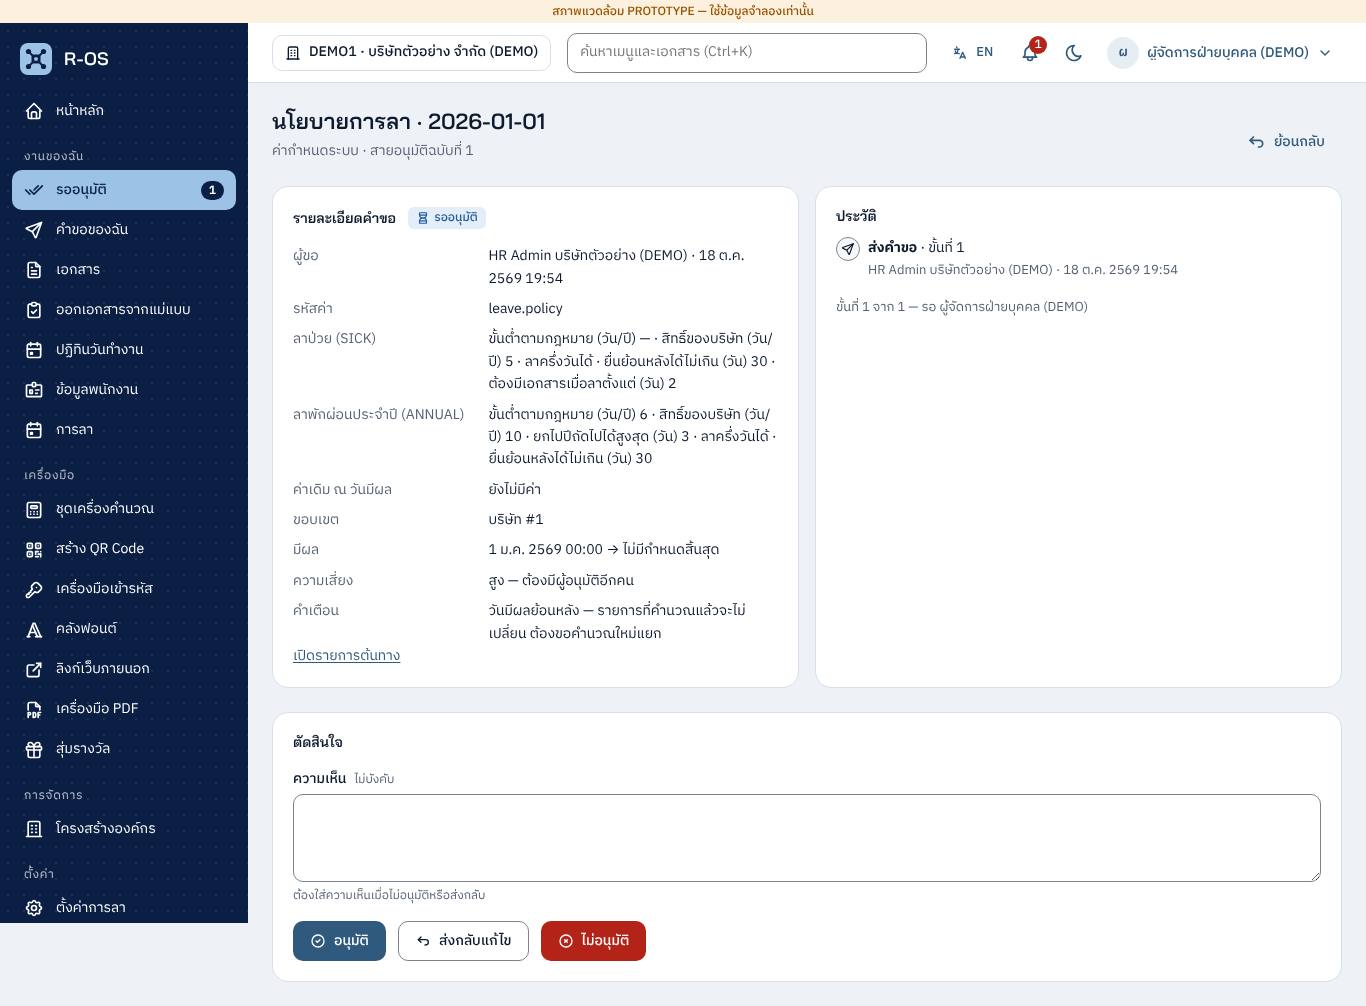 สภาพแวดล้อม PROTOTYPE — ใช้ข้อมูลจำลองเท่านั้น
R-OS
DEMO1 · บริษัทตัวอย่าง จำกัด (DEMO)
ค้นหาเมนูและเอกสาร (Ctrl+K)
EN
1
ผ
ผู้จัดการฝ่ายบุคคล (DEMO)
หน้าหลัก
งานของฉัน
รออนุมัติ
1
คำขอของฉัน
เอกสาร
ออกเอกสารจากแม่แบบ
ปฏิทินวันทำงาน
ข้อมูลพนักงาน
การลา
เครื่องมือ
ชุดเครื่องคำนวณ
สร้าง QR Code
เครื่องมือเข้ารหัส
คลังฟอนต์
ลิงก์เว็บภายนอก
เครื่องมือ PDF
สุ่มรางวัล
การจัดการ
โครงสร้างองค์กร
ตั้งค่า
ตั้งค่าการลา
นโยบายการลา · 2026-01-01
ค่ากำหนดระบบ · สายอนุมัติฉบับที่ 1
ย้อนกลับ
รายละเอียดคำขอ
รออนุมัติ
ผู้ขอ
HR Admin บริษัทตัวอย่าง (DEMO) · 18 ต.ค.
2569 19:54
รหัสค่า
leave.policy
ลาป่วย (SICK)
ขั้นต่ำตามกฎหมาย (วัน/ปี) — · สิทธิ์ของบริษัท (วัน/
ปี) 5 · ลาครึ่งวันได้ · ยื่นย้อนหลังได้ไม่เกิน (วัน) 30 ·
ต้องมีเอกสารเมื่อลาตั้งแต่ (วัน) 2
ลาพักผ่อนประจำปี (ANNUAL)
ขั้นต่ำตามกฎหมาย (วัน/ปี) 6 · สิทธิ์ของบริษัท (วัน/
ปี) 10 · ยกไปปีถัดไปได้สูงสุด (วัน) 3 · ลาครึ่งวันได้ ·
ยื่นย้อนหลังได้ไม่เกิน (วัน) 30
ค่าเดิม ณ วันมีผล
ยังไม่มีค่า
ขอบเขต
บริษัท #1
มีผล
1 ม.ค. 2569 00:00 → ไม่มีกำหนดสิ้นสุด
ความเสี่ยง
สูง — ต้องมีผู้อนุมัติอีกคน
คำเตือน
วันมีผลย้อนหลัง — รายการที่คำนวณแล้วจะไม่
เปลี่ยน ต้องขอคำนวณใหม่แยก
เปิดรายการต้นทาง
ประวัติ
ส่งคำขอ · ขั้นที่ 1
HR Admin บริษัทตัวอย่าง (DEMO) · 18 ต.ค. 2569 19:54
ขั้นที่ 1 จาก 1 — รอ ผู้จัดการฝ่ายบุคคล (DEMO)
ตัดสินใจ
ความเห็น ไม่บังคับ
ต้องใส่ความเห็นเมื่อไม่อนุมัติหรือส่งกลับ
อนุมัติ
ส่งกลับแก้ไข
ไม่อนุมัติ